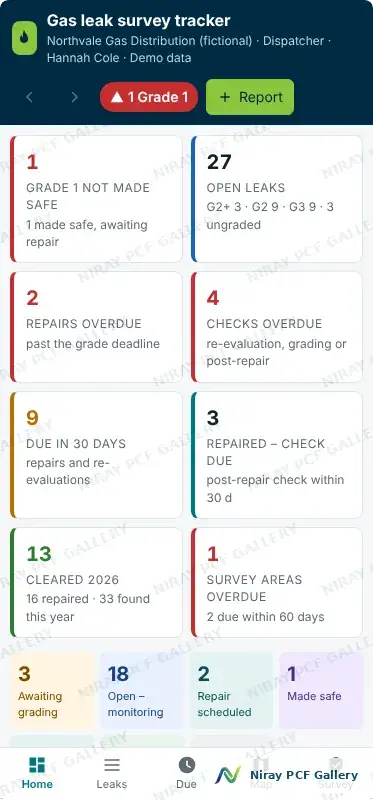 Gas leak survey tracker
Northvale Gas Distribution (fictional) · Dispatcher ·
Hannah Cole · Demo data
▲ 1 Grade 1
+ Report
1
GRADE 1 NOT MADE
SAFE
1 made safe, awaiting
repair
27
OPEN LEAKS
G2+ 3 · G2 9 · G3 9 · 3
ungraded
2
REPAIRS OVERDUE
past the grade deadline
4
CHECKS OVERDUE
re-evaluation, grading or
post-repair
9
DUE IN 30 DAYS
repairs and re-
evaluations
3
REPAIRED – CHECK
DUE
post-repair check within
30 d
13
CLEARED 2026
16 repaired · 33 found
this year
1
SURVEY AREAS
OVERDUE
2 due within 60 days
3
Awaiting
grading
18
Open –
monitoring
2
Repair
scheduled
1
Made safe
Home
Leaks
Due
Map
Survey
Niray PCF Gallery
NIRAY PCF GALLERY